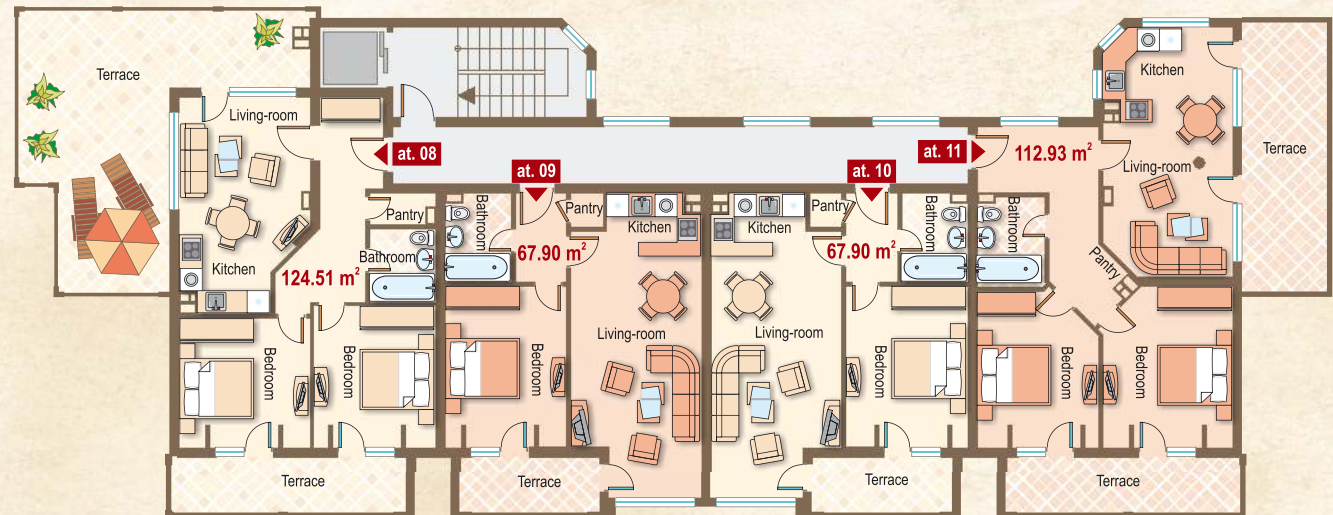 Terrace
Living-room
Kitchen
124.51 m²
Pantry
Bathroom
Bedroom
Bedroom
Terrace
at. 08
at. 09
Bathroom
Pantry
Kitchen
67.90 m²
Living-room
Bedroom
Terrace
at. 10
Kitchen
Pantry
Bathroom
67.90 m²
Living-room
Bedroom
Terrace
at. 11
112.93 m²
Kitchen
Living-room
Terrace
Bathroom
Pantry
Bedroom
Bedroom
Terrace